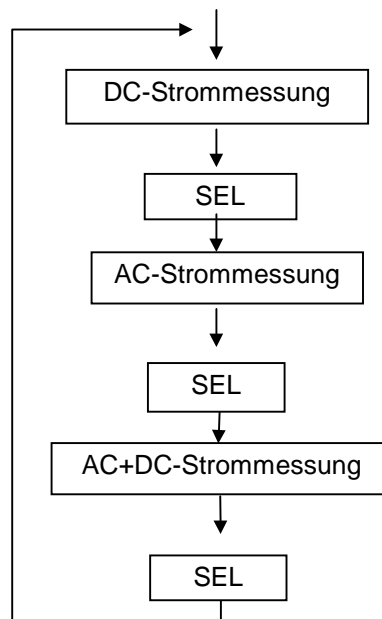 DC-Strommessung
SEL
AC-Strommessung
SEL
AC+DC-Strommessung
SEL